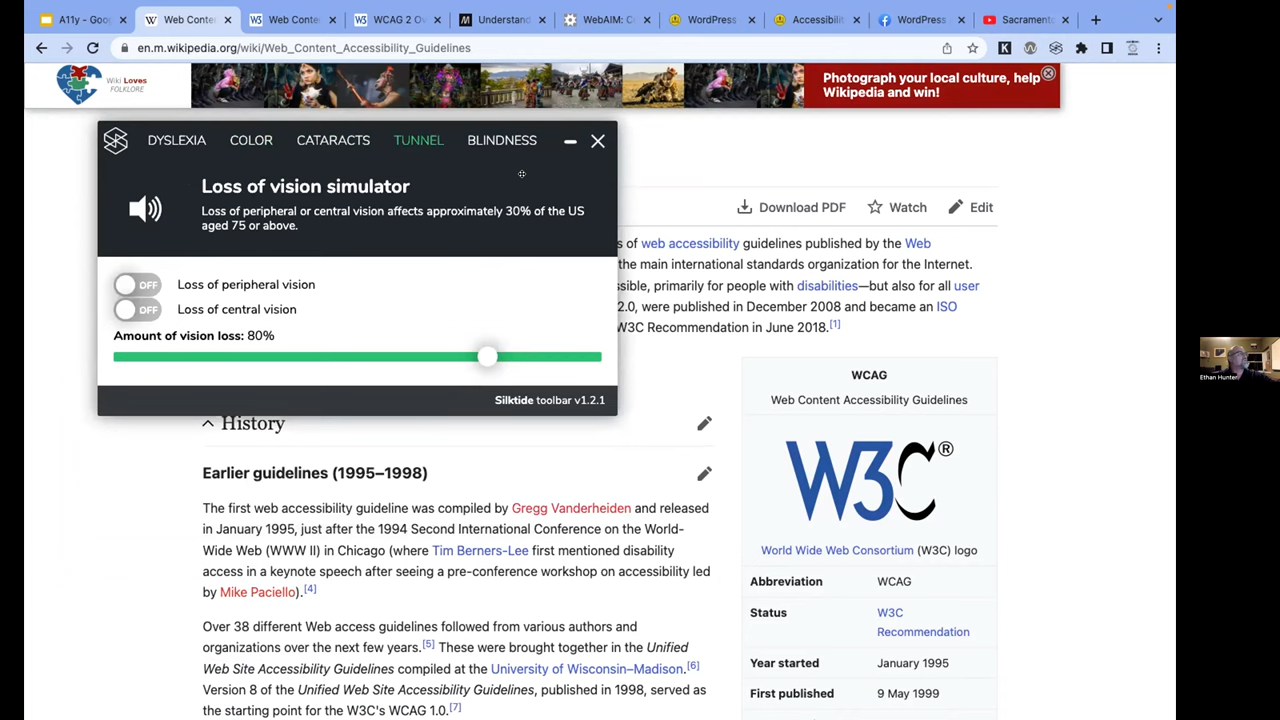 A11y - Goo
Web Conte
Web Conten
WCAG 2 Ov
Understan
WebAIM: C
WordPress
Accessibili
WordPress
Sacrament
en.m.wikipedia.org/wiki/Web_Content_Accessibility_Guidelines
Wiki Loves
FOLKLORE
Photograph your local culture, help
Wikipedia and win!
DYSLEXIA COLOR CATARACTS TUNNEL BLINDNESS
Loss of vision simulator
Loss of peripheral or central vision affects approximately 30% of the US
aged 75 or above.
OFF Loss of peripheral vision
OFF Loss of central vision
Amount of vision loss: 80%
Silktide toolbar v1.2.1
Download PDF Watch Edit
s of web accessibility guidelines published by the Web
the main international standards organization for the Internet.
ssible, primarily for people with disabilities—but also for all user
2.0, were published in December 2008 and became an ISO
W3C Recommendation in June 2018.[1]
History
Earlier guidelines (1995–1998)
The first web accessibility guideline was compiled by Gregg Vanderheiden and released
in January 1995, just after the 1994 Second International Conference on the World-
Wide Web (WWW II) in Chicago (where Tim Berners-Lee first mentioned disability
access in a keynote speech after seeing a pre-conference workshop on accessibility led
by Mike Paciello).[4]
Over 38 different Web access guidelines followed from various authors and
organizations over the next few years.[5] These were brought together in the Unified
Web Site Accessibility Guidelines compiled at the University of Wisconsin–Madison.[6]
Version 8 of the Unified Web Site Accessibility Guidelines, published in 1998, served as
the starting point for the W3C's WCAG 1.0.[7]
WCAG
Web Content Accessibility Guidelines
W3C®
World Wide Web Consortium (W3C) logo
Abbreviation WCAG
Status W3C
Recommendation
Year started January 1995
First published 9 May 1999
Ethan Hunter